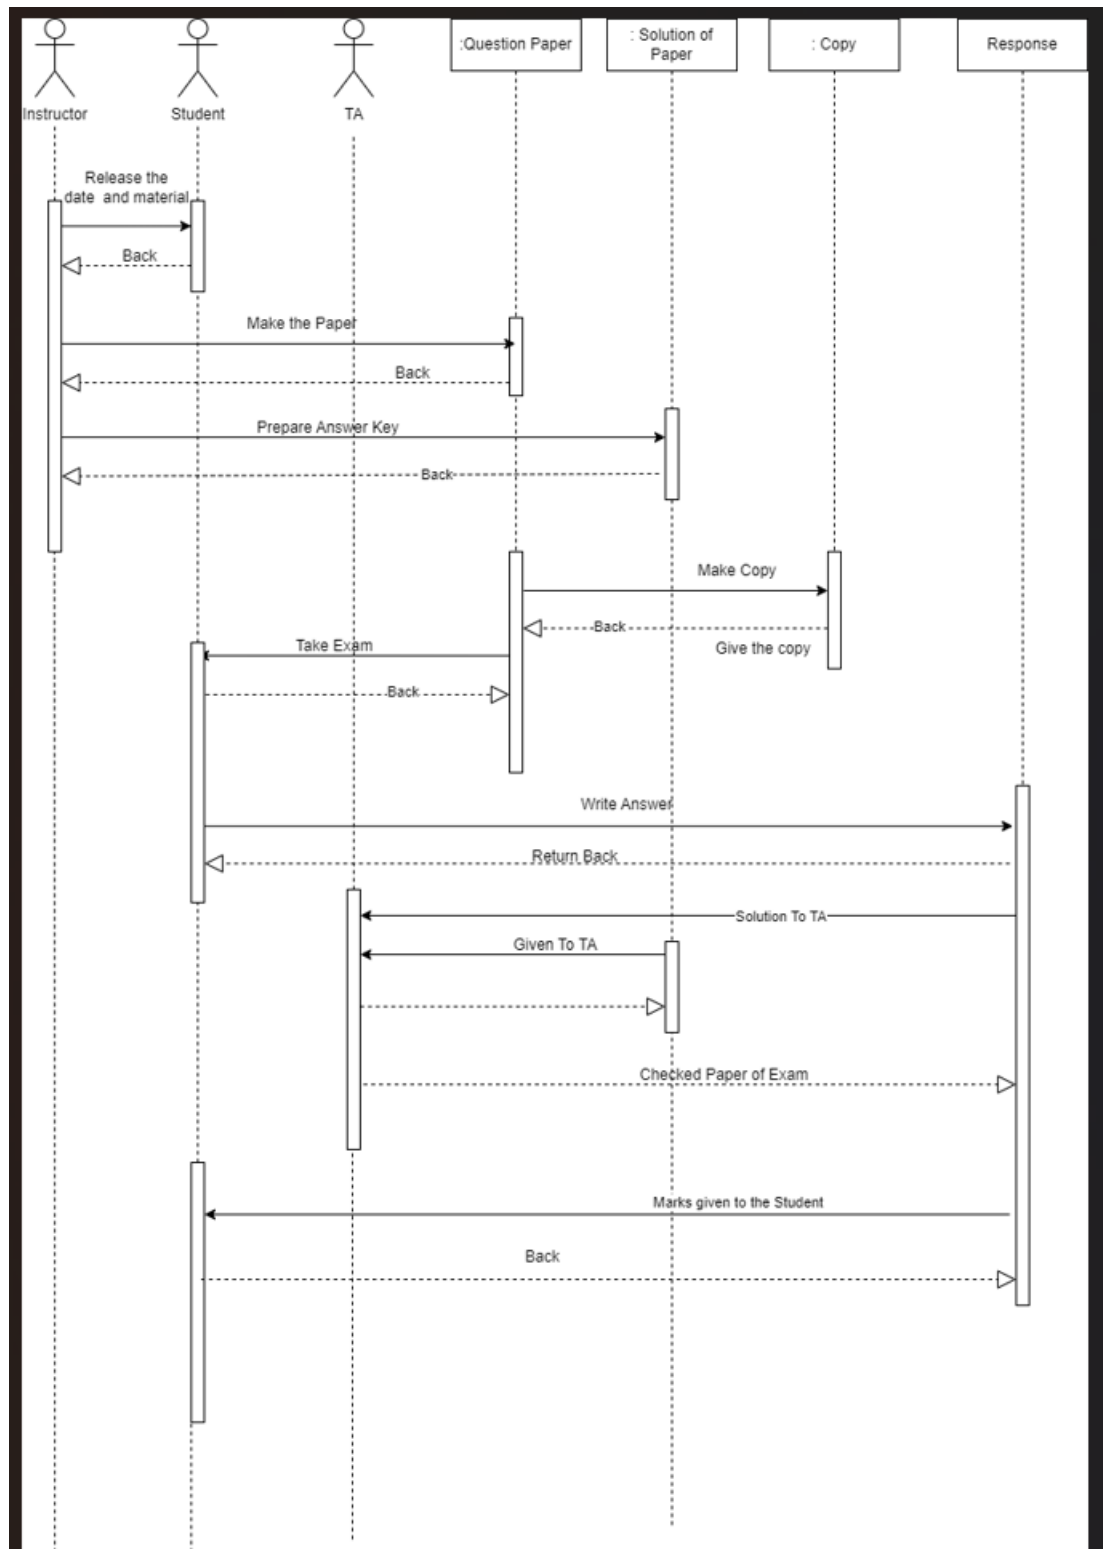 :Question Paper
: Solution of
Paper
: Copy
Response
Instructor
Student
TA
Release the
date and material
Back
Make the Paper
Back
Prepare Answer Key
Back
Make Copy
Back
Give the copy
Take Exam
Back
Write Answer
Return Back
Solution To TA
Given To TA
Checked Paper of Exam
Marks given to the Student
Back